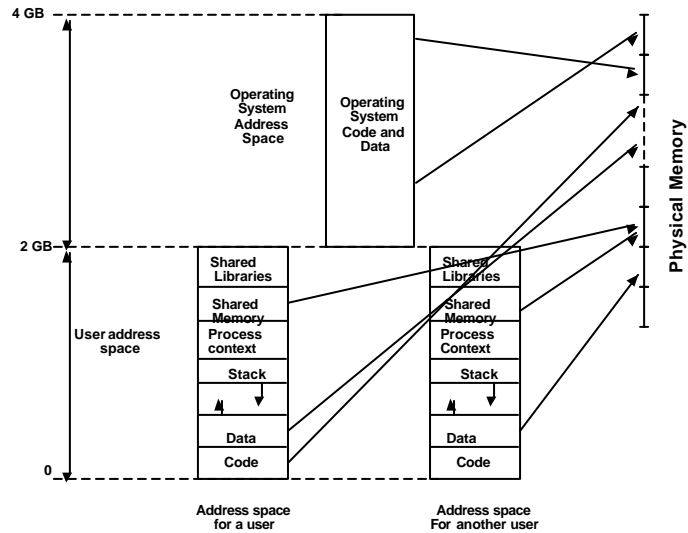 4 GB
Operating
System
Address
Space
Operating
System
Code and
Data
Physical Memory
2 GB
Shared
Libraries
Shared
Memory
Process
context
Stack
Data
Code
Shared
Libraries
Shared
Memory
Process
Context
Stack
Data
Code
User address
space
0
Address space
for a user
Address space
For another user